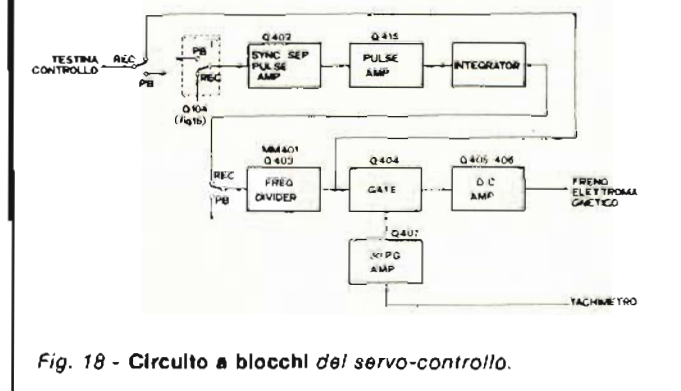 Q402
Q415
TESTINA
CONTROLLO
REC
PB
PB
REC
SYNC SEP
PULSE
AMP
PULSE
AMP
INTEGRATOR
Q104
(fig16)
MM401
Q403
Q404
Q405 406
REC
PB
FREQ
DIVIDER
GATE
D C
AMP
FRENO
ELETTROMA
GNETICO
Q407
30 PG
AMP
TACHIMETRO
Fig. 18 - Circuito a blocchi del servo-controllo.